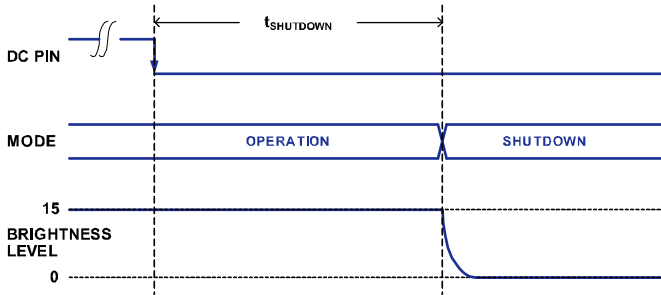 tSHUTDOWN
DC PIN
MODE
OPERATION
SHUTDOWN
15
BRIGHTNESS
LEVEL
0